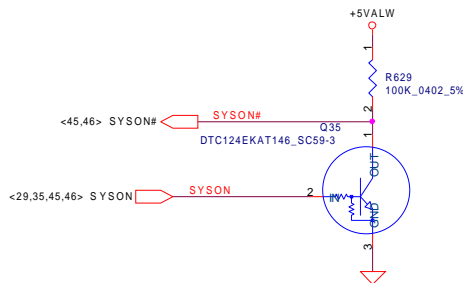 +5VALW
1
R629
100K_0402_5%
2
<45,46> SYSON#
SYSON#
Q35
DTC124EKAT146_SC59-3
1
OUT
<29,35,45,46> SYSON
SYSON
2
IN
GND
3